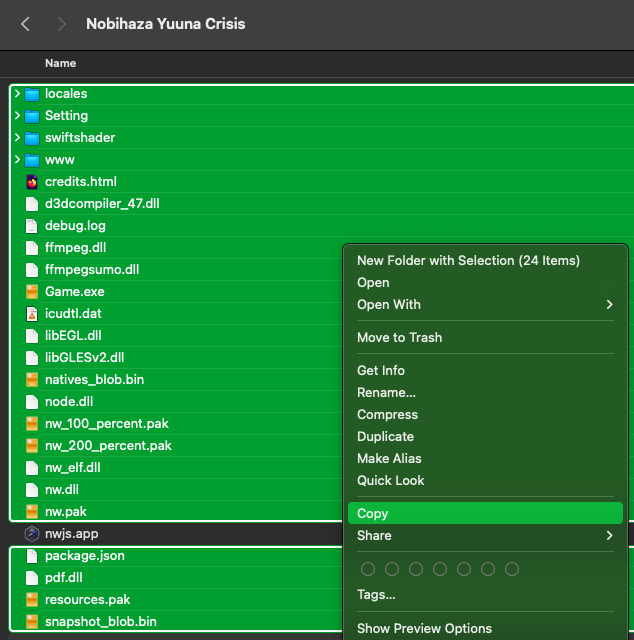 Nobihaza Yuuna Crisis
Name
locales
Setting
swiftshader
www
credits.html
d3dcompiler_47.dll
debug.log
ffmpeg.dll
ffmpegsumo.dll
Game.exe
icudtl.dat
libEGL.dll
libGLESv2.dll
natives_blob.bin
node.dll
nw_100_percent.pak
nw_200_percent.pak
nw_elf.dll
nw.dll
nw.pak
nwjs.app
package.json
pdf.dll
resources.pak
snapshot_blob.bin
New Folder with Selection (24 Items)
Open
Open With
Move to Trash
Get Info
Rename...
Compress
Duplicate
Make Alias
Quick Look
Copy
Share
Tags...
Show Preview Options